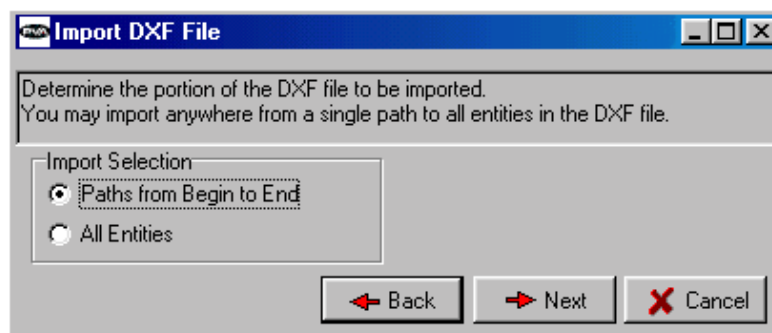 Import DXF File
Determine the portion of the DXF file to be imported.
You may import anywhere from a single path to all entities in the DXF file.
Import Selection
Paths from Begin to End
All Entities
Back Next Cancel